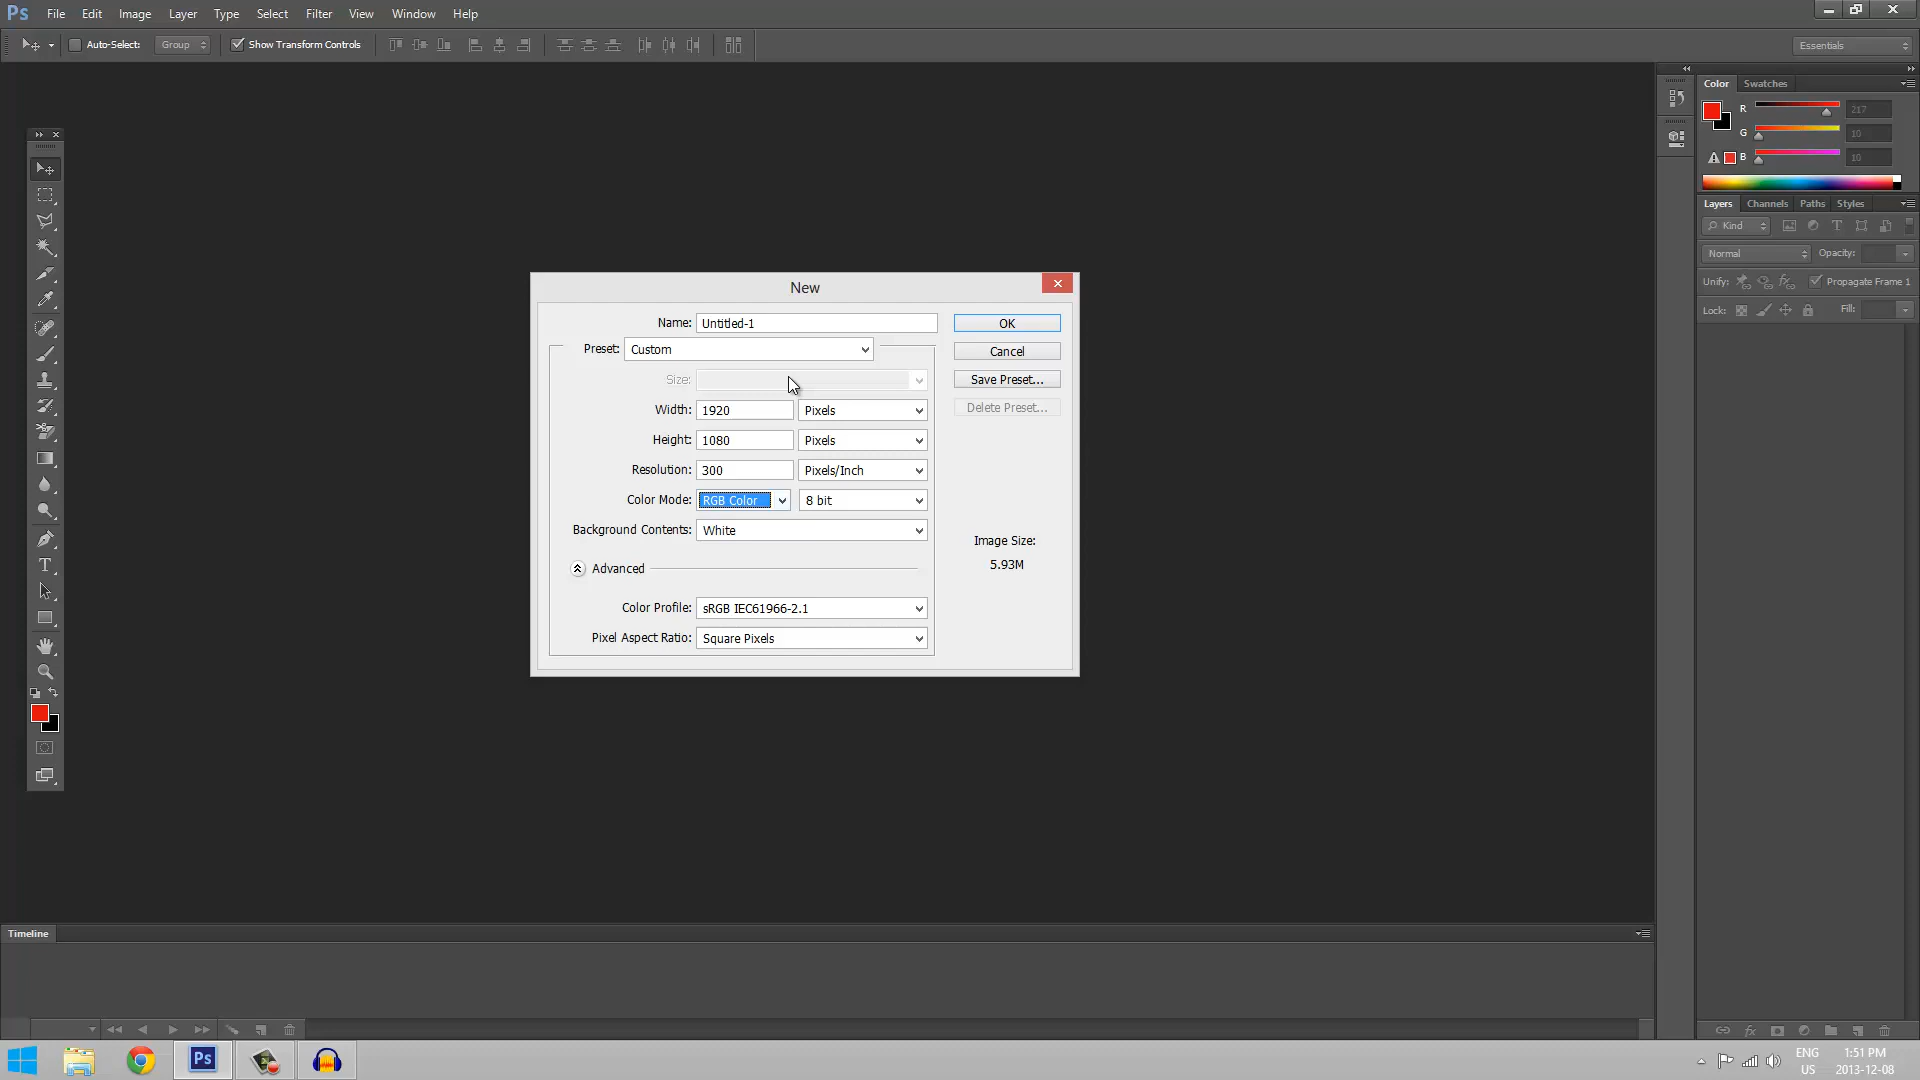 Ps File Edit Image Layer Type Select Filter View Window Help
Auto-Select: Group Show Transform Controls Essentials
Color Swatches
R 217
G 10
B 10
Layers Channels Paths Styles
Kind
Normal Opacity:
Unify: Propagate Frame 1
Lock: Fill:
New
Name: Untitled-1
Preset: Custom
Size:
Width: 1920 Pixels
Height: 1080 Pixels
Resolution: 300 Pixels/Inch
Color Mode: RGB Color 8 bit
Background Contents: White
Advanced
Color Profile: sRGB IEC61966-2.1
Pixel Aspect Ratio: Square Pixels
OK
Cancel
Save Preset...
Delete Preset...
Image Size:
5.93M
Timeline
Ps
ENG
US
1:51 PM
2013-12-08